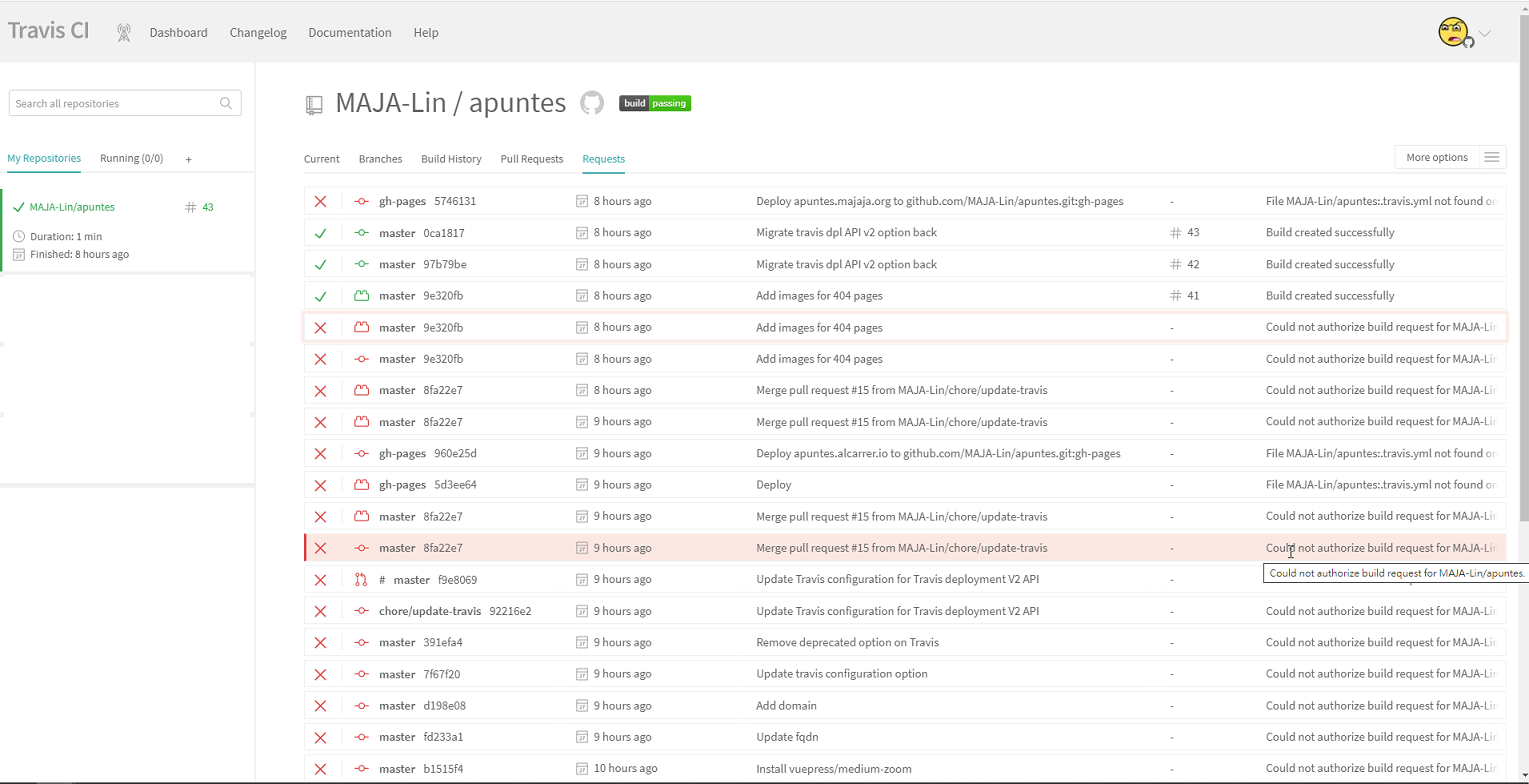 Travis CI Dashboard Changelog Documentation Help
Search all repositories
My Repositories Running (0/0) +
MAJA-Lin/apuntes # 43
Duration: 1 min
Finished: 8 hours ago
MAJA-Lin / apuntes build passing
Current Branches Build History Pull Requests Requests More options
gh-pages 5746131 8 hours ago Deploy apuntes.majaja.org to github.com/MAJA-Lin/apuntes.git:gh-pages - File MAJA-Lin/apuntes:.travis.yml not found on
master 0ca1817 8 hours ago Migrate travis dpl API v2 option back # 43 Build created successfully
master 97b79be 8 hours ago Migrate travis dpl API v2 option back # 42 Build created successfully
master 9e320fb 8 hours ago Add images for 404 pages # 41 Build created successfully
master 9e320fb 8 hours ago Add images for 404 pages - Could not authorize build request for MAJA-Lin
master 9e320fb 8 hours ago Add images for 404 pages - Could not authorize build request for MAJA-Lin
master 8fa22e7 8 hours ago Merge pull request #15 from MAJA-Lin/chore/update-travis - Could not authorize build request for MAJA-Lin
master 8fa22e7 9 hours ago Merge pull request #15 from MAJA-Lin/chore/update-travis - Could not authorize build request for MAJA-Lin
gh-pages 960e25d 9 hours ago Deploy apuntes.alcarrer.io to github.com/MAJA-Lin/apuntes.git:gh-pages - File MAJA-Lin/apuntes:.travis.yml not found on
gh-pages 5d3ee64 9 hours ago Deploy - File MAJA-Lin/apuntes:.travis.yml not found on
master 8fa22e7 9 hours ago Merge pull request #15 from MAJA-Lin/chore/update-travis - Could not authorize build request for MAJA-Lin
master 8fa22e7 9 hours ago Merge pull request #15 from MAJA-Lin/chore/update-travis - Could not authorize build request for MAJA-Lin
Could not authorize build request for MAJA-Lin/apuntes.
# master f9e8069 9 hours ago Update Travis configuration for Travis deployment V2 API -
chore/update-travis 92216e2 9 hours ago Update Travis configuration for Travis deployment V2 API - Could not authorize build request for MAJA-Lin
master 391efa4 9 hours ago Remove deprecated option on Travis - Could not authorize build request for MAJA-Lin
master 7f67f20 9 hours ago Update travis configuration option - Could not authorize build request for MAJA-Lin
master d198e08 9 hours ago Add domain - Could not authorize build request for MAJA-Lin
master fd233a1 9 hours ago Update fqdn - Could not authorize build request for MAJA-Lin
master b1515f4 10 hours ago Install vuepress/medium-zoom - Could not authorize build request for MAJA-Lin